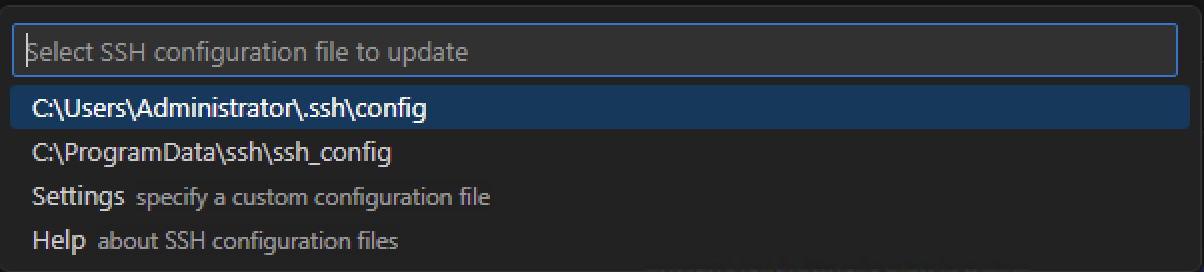 Select SSH configuration file to update
C:\Users\Administrator\.ssh\config
C:\ProgramData\ssh\ssh_config
Settings specify a custom configuration file
Help about SSH configuration files